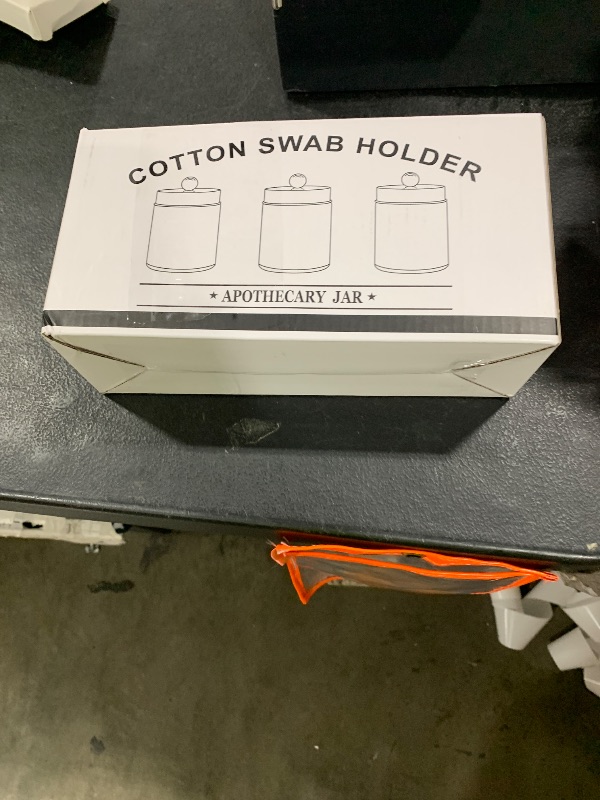 COTTON SWAB HOLDER
★ APOTHECARY JAR ★